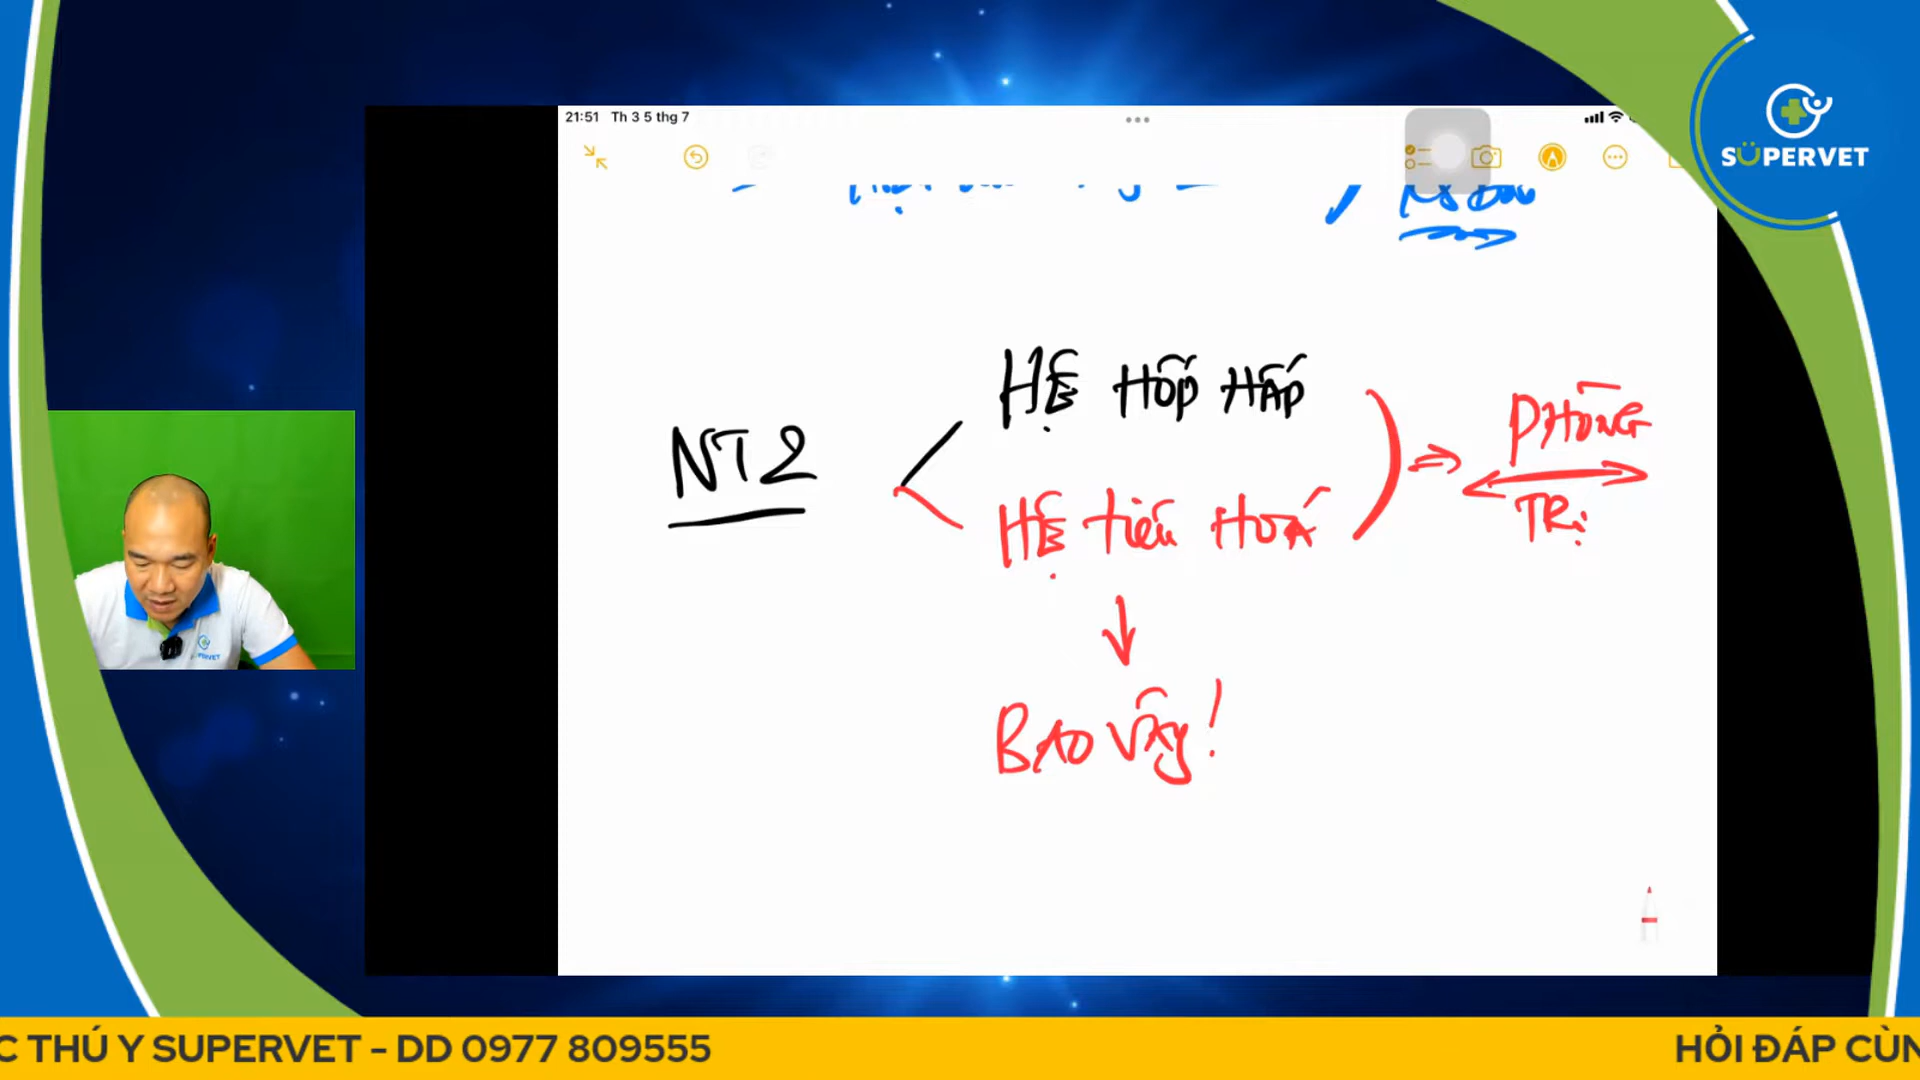 21:51 Th 3 5 thg 7
SÜPERVET
NT2
HỆ HỐP HẤP
HỆ TIÊU HOÁ
PHÒNG
TRỊ
BAO VÂY!
C THÚ Y SUPERVET - DD 0977 809555
HỎI ĐÁP CÙN